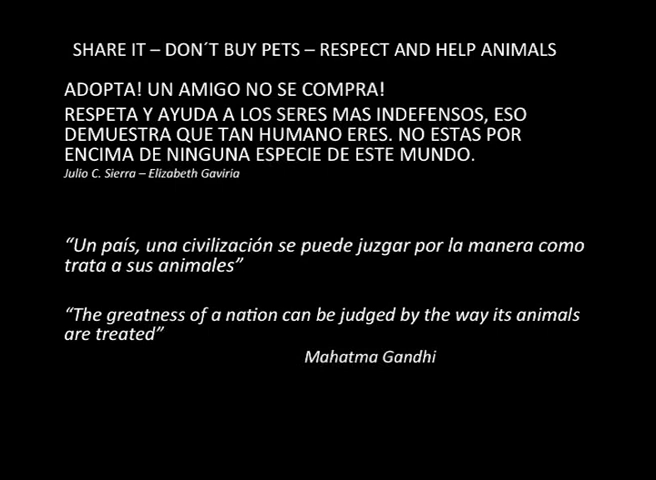 SHARE IT – DON´T BUY PETS – RESPECT AND HELP ANIMALS
ADOPTA! UN AMIGO NO SE COMPRA!
RESPETA Y AYUDA A LOS SERES MAS INDEFENSOS, ESO
DEMUESTRA QUE TAN HUMANO ERES. NO ESTAS POR
ENCIMA DE NINGUNA ESPECIE DE ESTE MUNDO.
Julio C. Sierra – Elizabeth Gaviria
“Un país, una civilización se puede juzgar por la manera como
trata a sus animales”
“The greatness of a nation can be judged by the way its animals
are treated”
Mahatma Gandhi